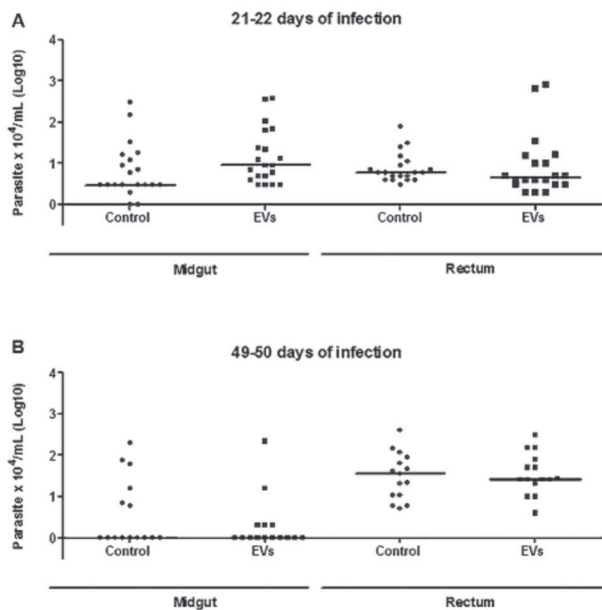 A
21-22 days of infection
Parasite x 10⁴/mL (Log10)
4
3
2
1
0
Control
EVs
Control
EVs
Midgut
Rectum
B
49-50 days of infection
Parasite x 10⁴/mL (Log10)
4
3
2
1
0
Control
EVs
Control
EVs
Midgut
Rectum